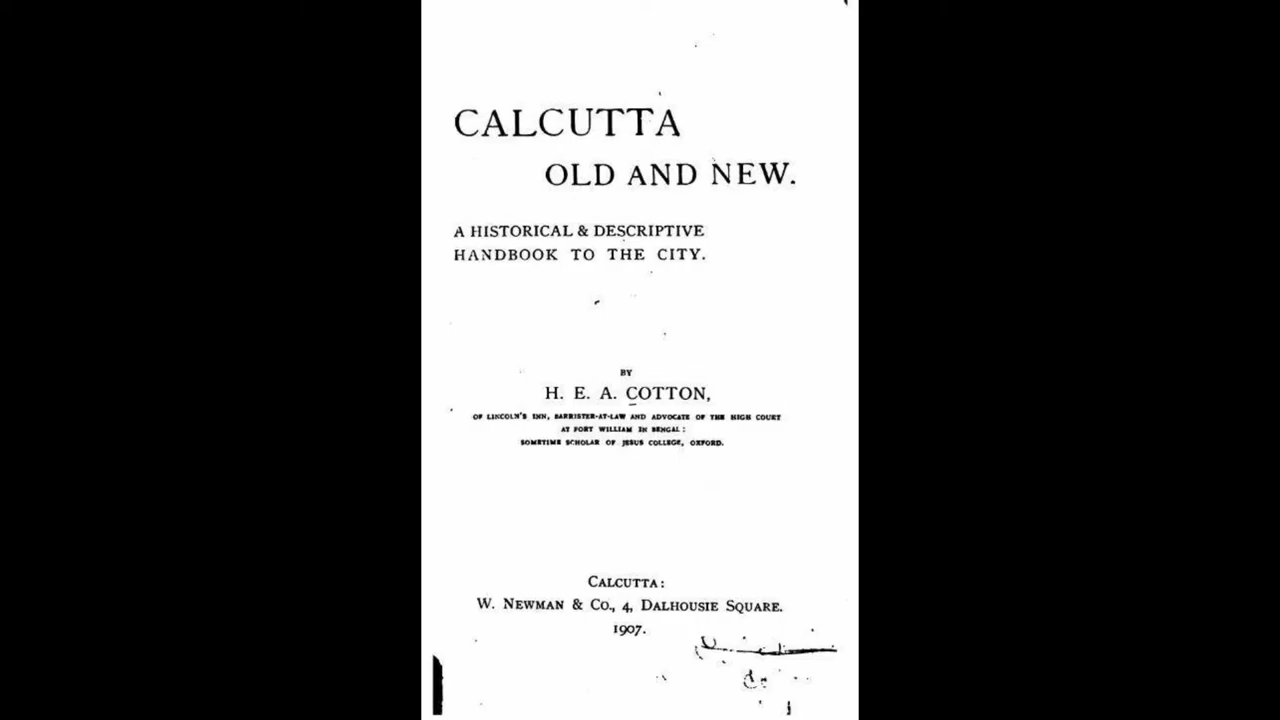 CALCUTTA
OLD AND NEW.
A HISTORICAL & DESCRIPTIVE
HANDBOOK TO THE CITY.
BY
H. E. A. COTTON,
OF LINCOLN'S INN, BARRISTER-AT-LAW AND ADVOCATE OF THE HIGH COURT
AT FORT WILLIAM IN BENGAL:
SOMETIME SCHOLAR OF JESUS COLLEGE, OXFORD.
CALCUTTA:
W. NEWMAN & CO., 4, DALHOUSIE SQUARE.
1907.